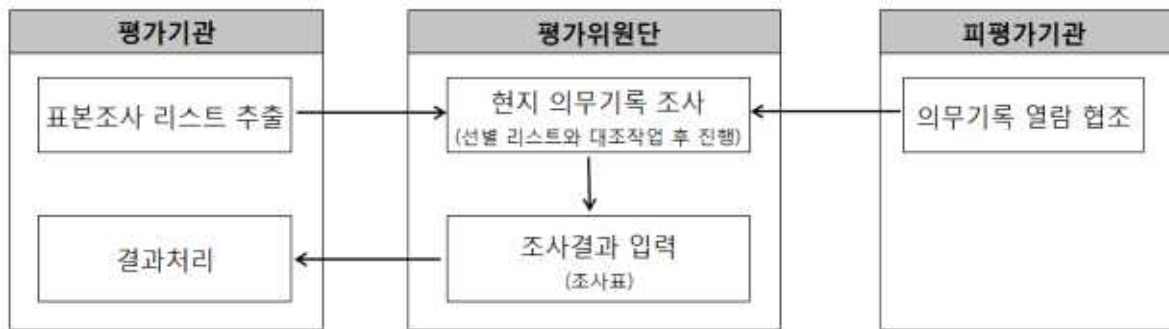 평가기관
평가위원단
피평가기관
표본조사 리스트 추출
현지 의무기록 조사
(선별 리스트와 대조작업 후 진행)
의무기록 열람 협조
결과처리
조사결과 입력
(조사표)